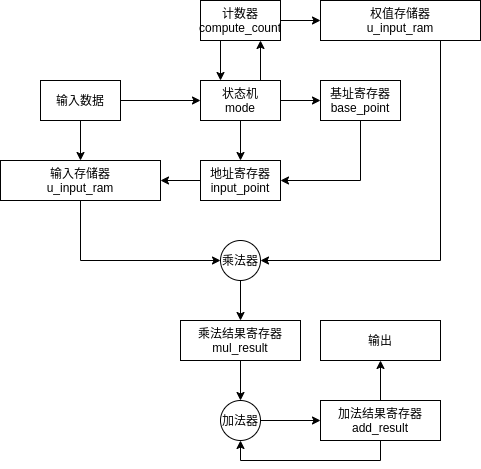 计数器
compute_count
权值存储器
u_input_ram
输入数据
状态机
mode
基址寄存器
base_point
输入存储器
u_input_ram
地址寄存器
input_point
乘法器
乘法结果寄存器
mul_result
输出
加法器
加法结果寄存器
add_result